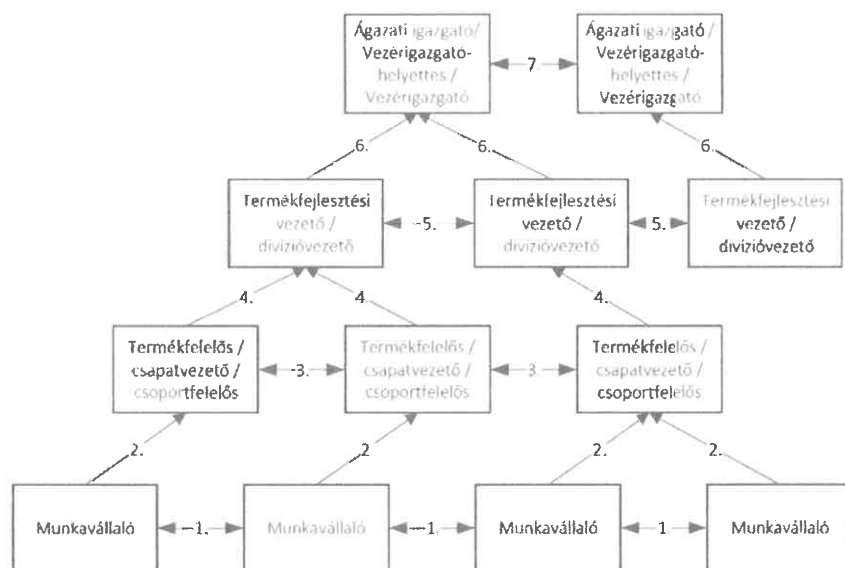 Ágazati igazgató/
Vezérigazgató-
helyettes /
Vezérigazgató
7.
Ágazati igazgató /
Vezérigazgató-
helyettes /
Vezérigazgató
6.
6.
6.
Termékfejlesztési
vezető /
divízióvezető
5.
Termékfejlesztési
vezető /
divízióvezető
5.
Termékfejlesztési
vezető /
divízióvezető
4.
4
4.
Termékfelelős /
csapatvezető /
csoportfelelős
3.
Termékfelelős /
csapatvezető /
csoportfelelős
3.
Termékfelelős /
csapatvezető /
csoportfelelős
2.
2
2.
2.
Munkavállaló
1.
Munkavállaló
1.
Munkavállaló
1
Munkavállaló